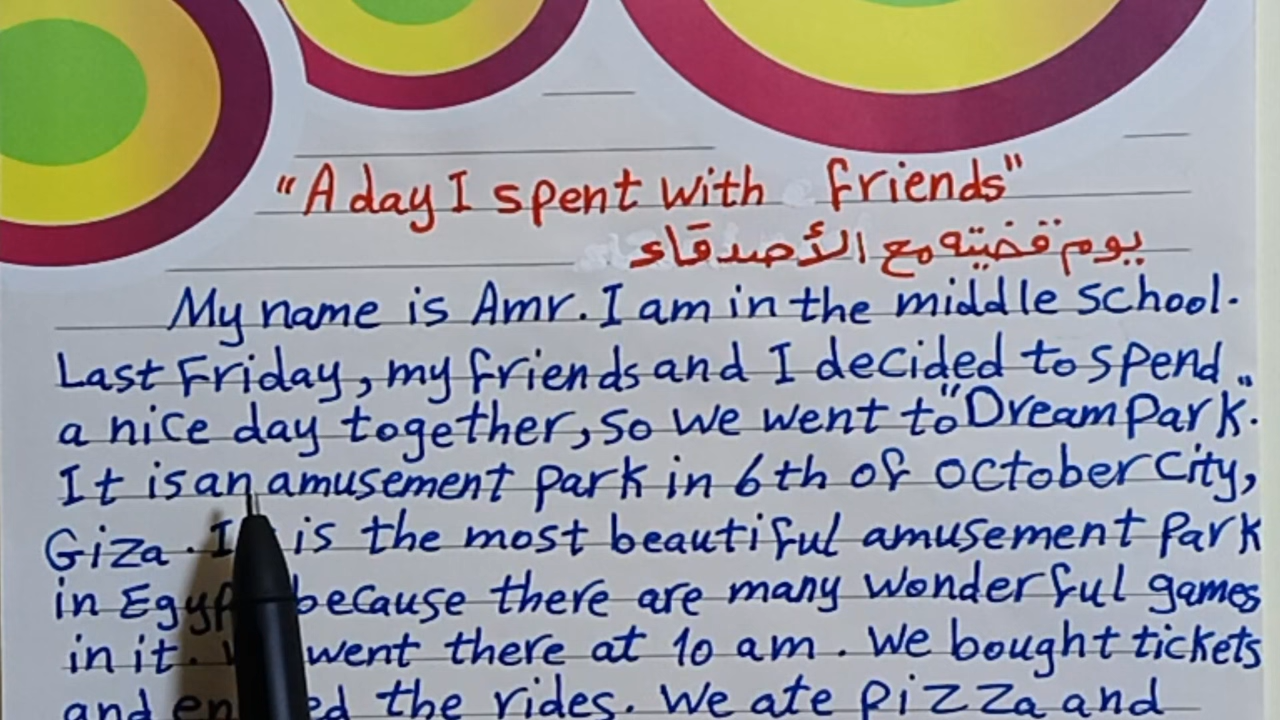 "A day I spent with friends"
يوم قضيته مع الأصدقاء
My name is Amr. I am in the middle school.
Last Friday, my friends and I decided to spend
a nice day together, so we went to "Dream Park".
It is an amusement park in 6th of October City,
Giza. is the most beautiful amusement park
in because there are many wonderful games
in it. went there at 10 am. We bought tickets
and the rides. We ate pizza and